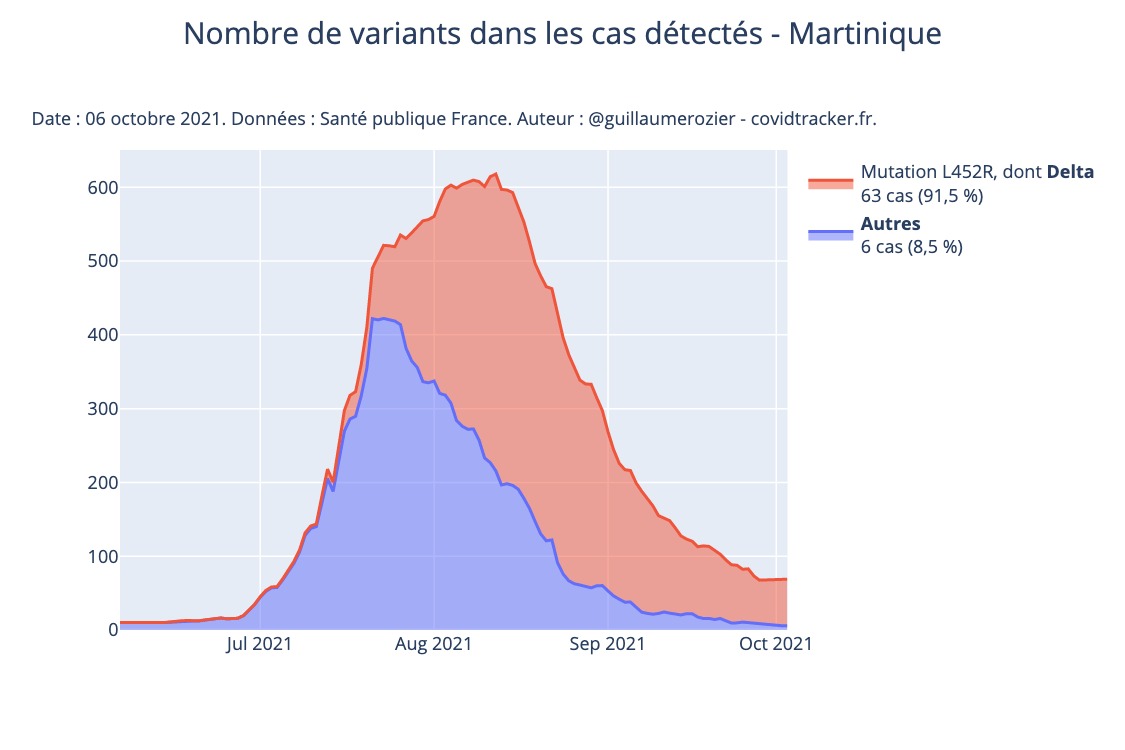 Nombre de variants dans les cas détectés - Martinique
Date : 06 octobre 2021. Données : Santé publique France. Auteur : @guillaumerozier - covidtracker.fr.
Mutation L452R, dont Delta
63 cas (91,5 %)
Autres
6 cas (8,5 %)
600
500
400
300
200
100
0
Jul 2021
Aug 2021
Sep 2021
Oct 2021